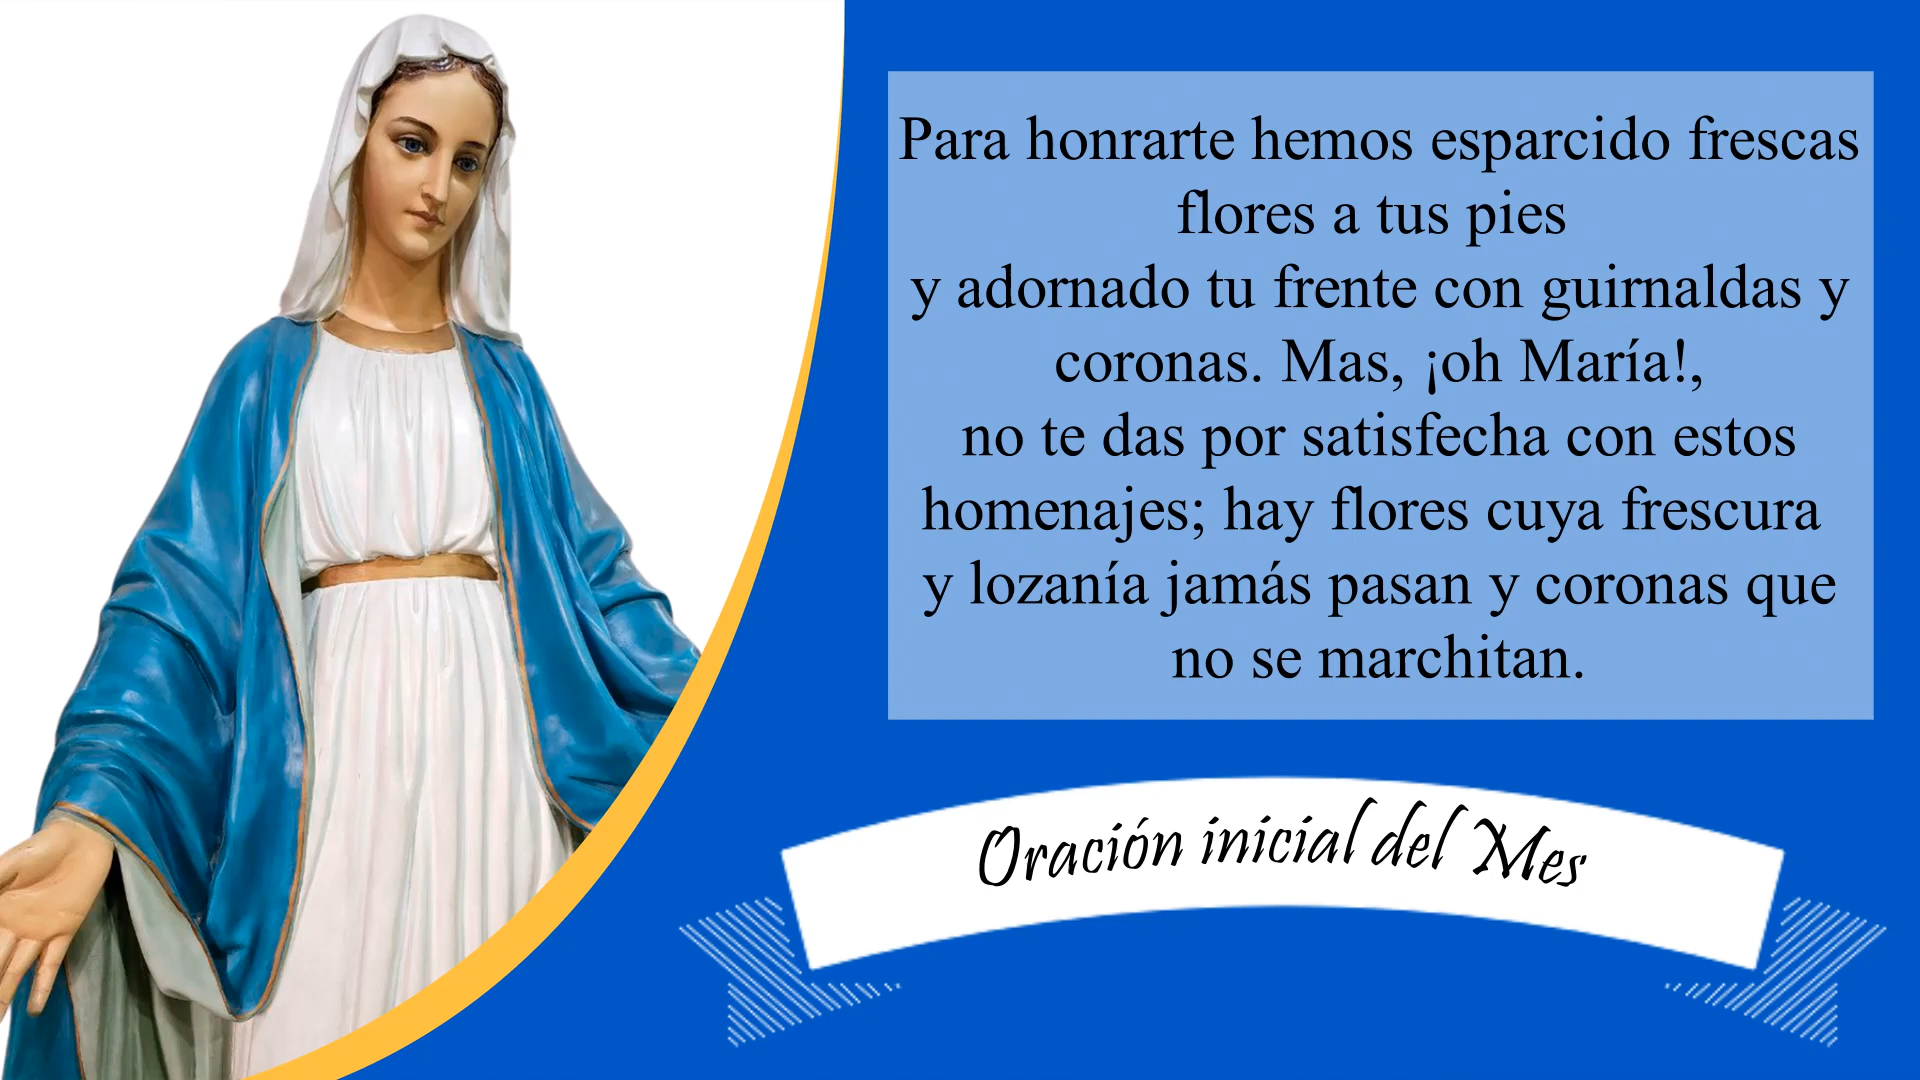 Para honrarte hemos esparcido frescas
flores a tus pies
y adornado tu frente con guirnaldas y
coronas. Mas, ¡oh María!,
no te das por satisfecha con estos
homenajes; hay flores cuya frescura
y lozanía jamás pasan y coronas que
no se marchitan.
Oración inicial del Mes